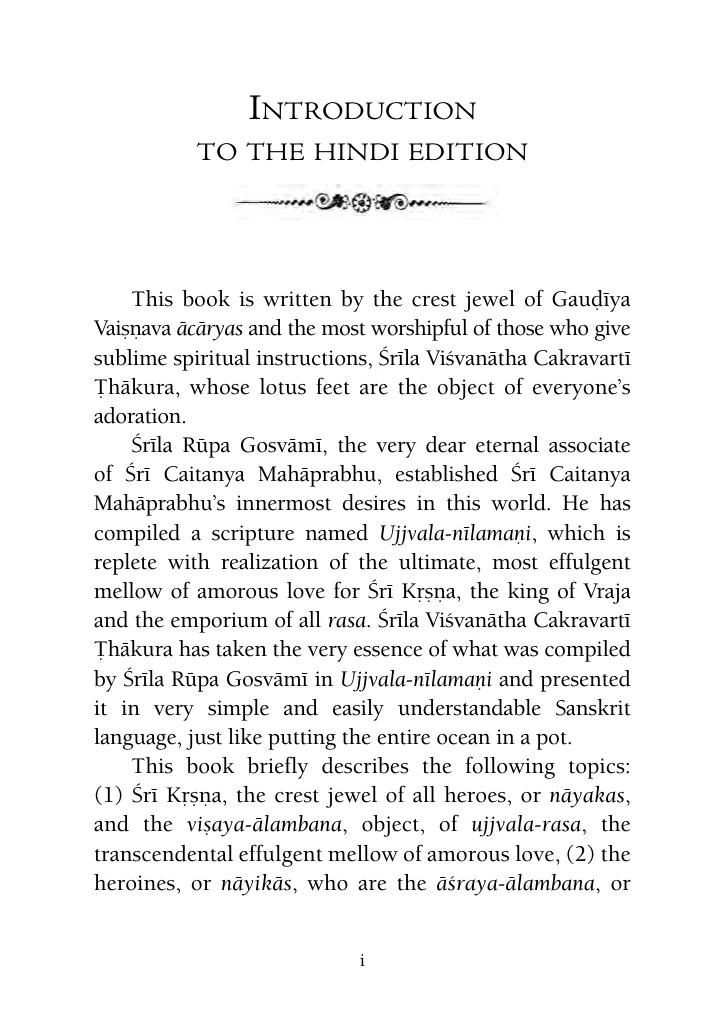 INTRODUCTION
TO THE HINDI EDITION
This book is written by the crest jewel of Gauḍīya
Vaiṣṇava ācāryas and the most worshipful of those who give
sublime spiritual instructions, Śrīla Viśvanātha Cakravartī
Ṭhākura, whose lotus feet are the object of everyone’s
adoration.
Śrīla Rūpa Gosvāmī, the very dear eternal associate
of Śrī Caitanya Mahāprabhu, established Śrī Caitanya
Mahāprabhu’s innermost desires in this world. He has
compiled a scripture named Ujjvala-nīlamaṇi, which is
replete with realization of the ultimate, most effulgent
mellow of amorous love for Śrī Kṛṣṇa, the king of Vraja
and the emporium of all rasa. Śrīla Viśvanātha Cakravartī
Ṭhākura has taken the very essence of what was compiled
by Śrīla Rūpa Gosvāmī in Ujjvala-nīlamaṇi and presented
it in very simple and easily understandable Sanskrit
language, just like putting the entire ocean in a pot.
This book briefly describes the following topics:
(1) Śrī Kṛṣṇa, the crest jewel of all heroes, or nāyakas,
and the viṣaya-ālambana, object, of ujjvala-rasa, the
transcendental effulgent mellow of amorous love, (2) the
heroines, or nāyikās, who are the āśraya-ālambana, or
i